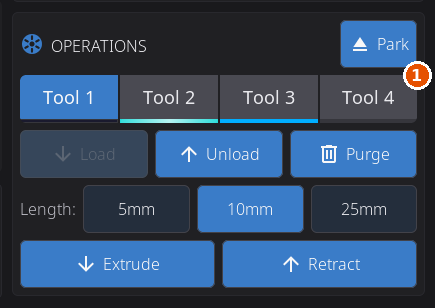 OPERATIONS
Park
1
Tool 1 Tool 2 Tool 3 Tool 4
Load Unload Purge
Length: 5mm 10mm 25mm
Extrude Retract